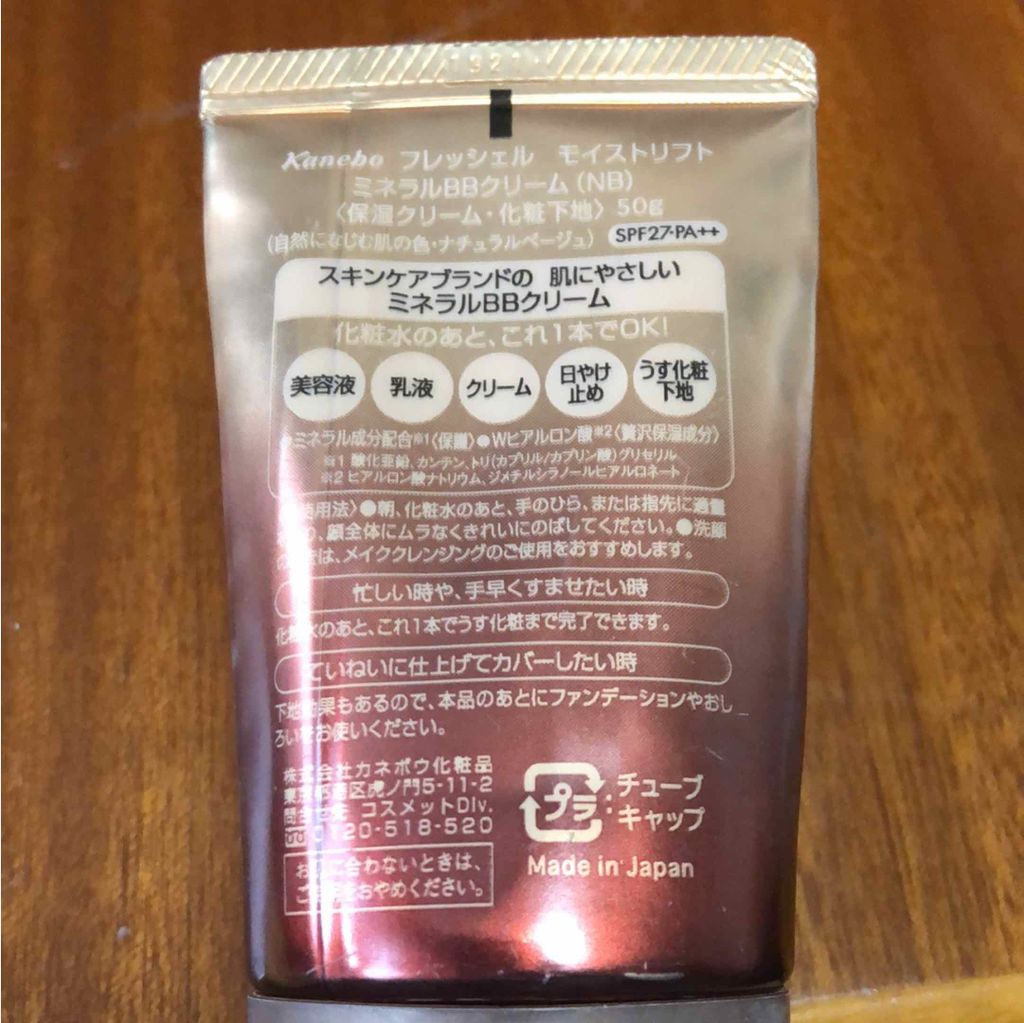 Kanebo フレッシェル モイストリフト
ミネラルBBクリーム(NB)
〈保湿クリーム・化粧下地〉50g
(自然になじむ肌の色・ナチュラルベージュ) SPF27・PA++
スキンケアブランドの 肌にやさしい
ミネラルBBクリーム
化粧水のあと、これ1本でOK!
美容液 乳液 クリーム 日やけ止め うす化粧下地
●ミネラル成分配合※1〈保護〉●Wヒアルロン酸※2〈贅沢保湿成分〉
※1 酸化亜鉛、カンテン、トリ(カプリル/カプリン酸)グリセリル
※2 ヒアルロン酸ナトリウム、ジメチルシラノールヒアルロネート
使用法〉●朝、化粧水のあと、手のひら、または指先に適量
、顔全体にムラなくきれいにのばしてください。●洗顔
は、メイククレンジングのご使用をおすすめします。
忙しい時や、手早くすませたい時
化粧水のあと、これ1本でうす化粧まで完了できます。
ていねいに仕上げてカバーしたい時
下地効果もあるので、本品のあとにファンデーションやおし
ろいをお使いください。
株式会社カネボウ化粧品
東京都港区虎ノ門5-11-2
問合せ先 コスメットDiv.
0120-518-520
お肌に合わないときは、
ご使用をおやめください。
プラ
:チューブ
キャップ
Made in Japan